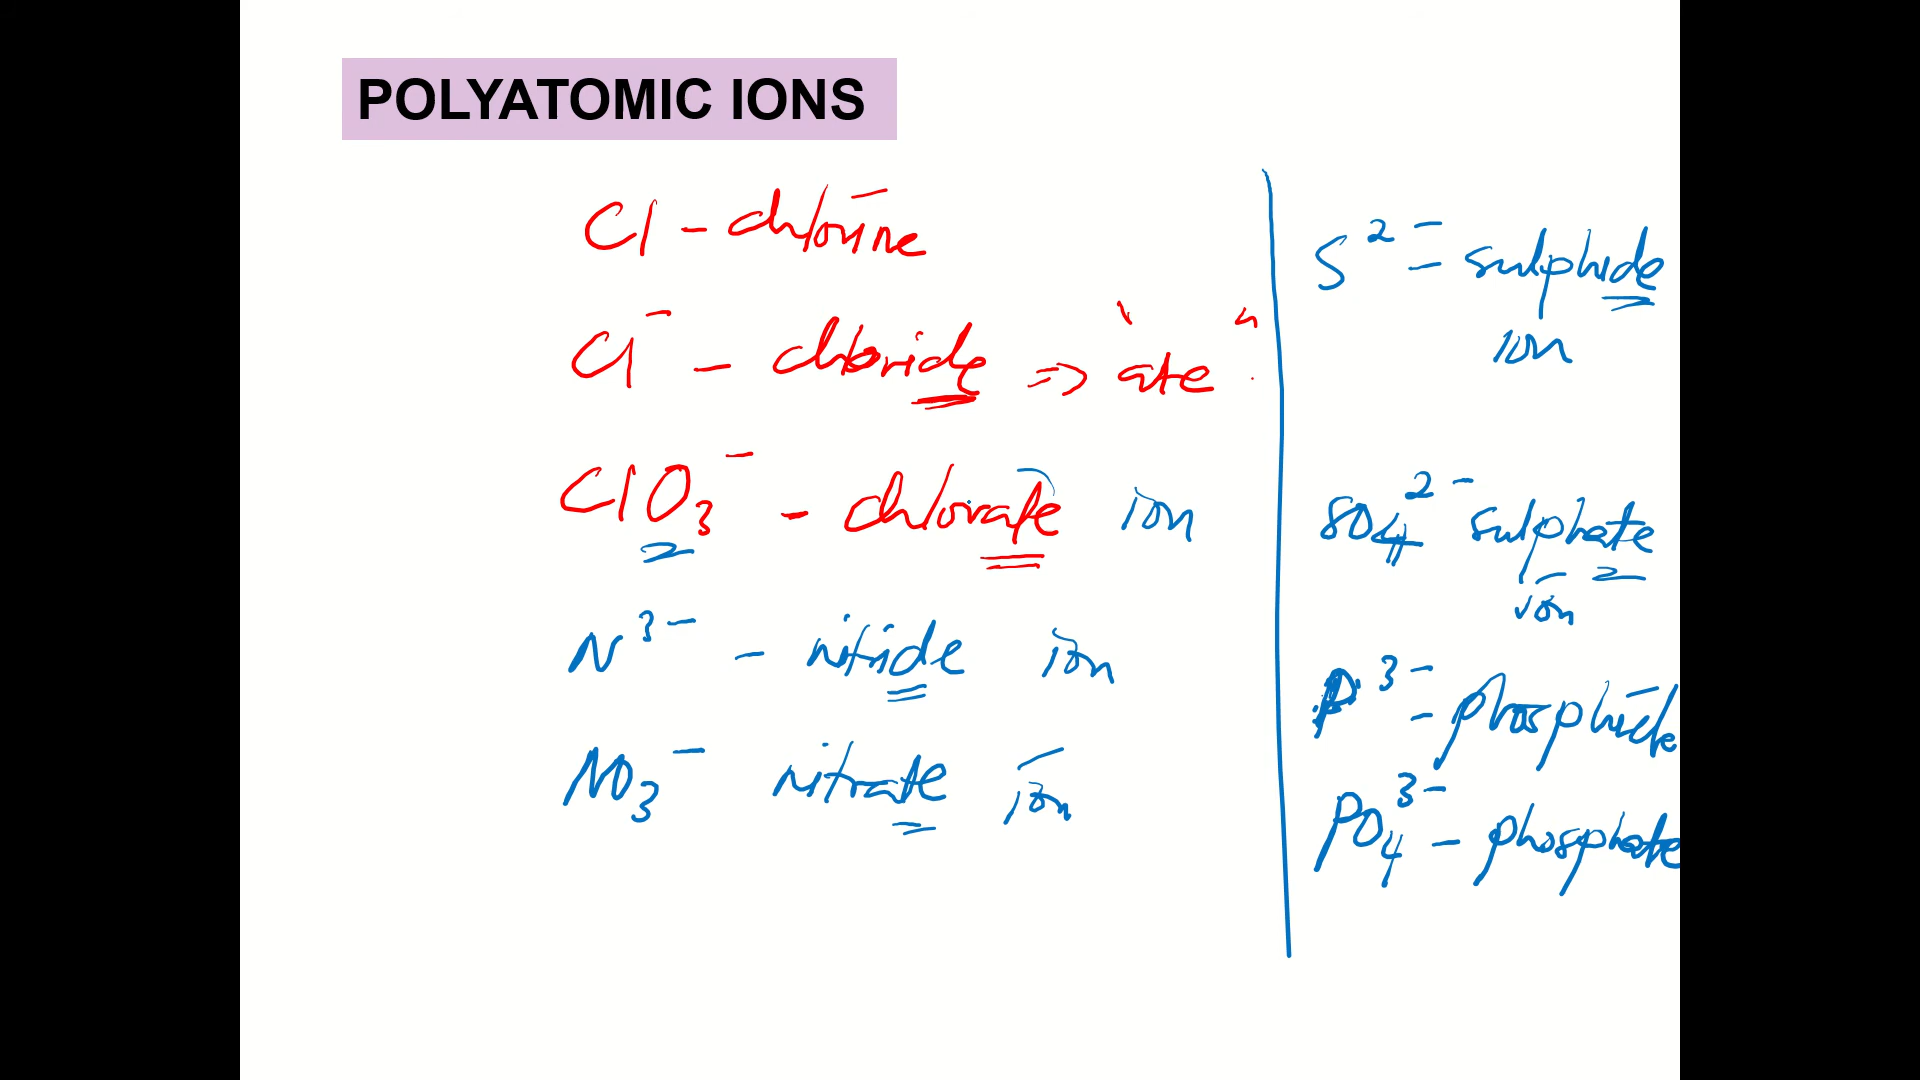 POLYATOMIC IONS
Cl - chlorine
Cl⁻ - chloride => "ate"
ClO₃⁻ - chlorate ion
N³⁻ - nitride ion
NO₃⁻ nitrate ion
S²⁻ - sulphide
ion
SO₄²⁻ sulphate
ion
P³⁻ - phosphide
PO₄³⁻ - phosphate